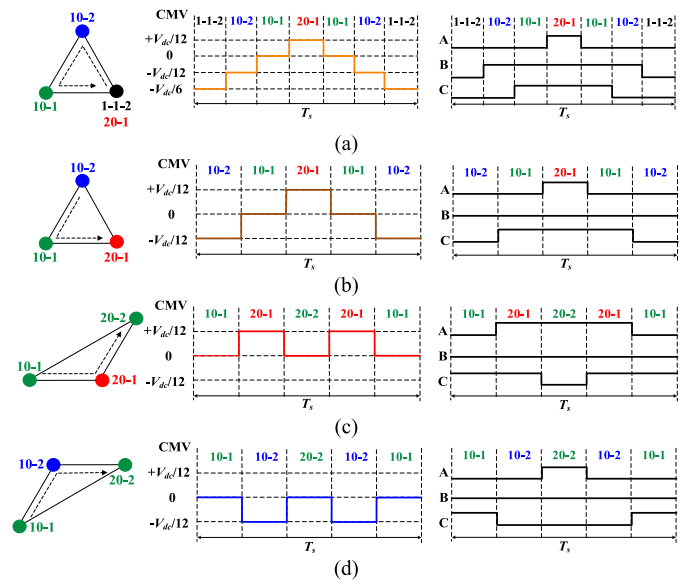 10-2
10-1
1-1-2
20-1
CMV
1-1-2 10-2 10-1 20-1 10-1 10-2 1-1-2
+Vdc/12
0
-Vdc/12
-Vdc/6
Ts
1-1-2 10-2 10-1 20-1 10-1 10-2 1-1-2
A
B
C
Ts
(a)
10-2
10-1
20-1
CMV
10-2 10-1 20-1 10-1 10-2
+Vdc/12
0
-Vdc/12
Ts
10-2 10-1 20-1 10-1 10-2
A
B
C
Ts
(b)
20-2
10-1
20-1
CMV
10-1 20-1 20-2 20-1 10-1
+Vdc/12
0
-Vdc/12
Ts
10-1 20-1 20-2 20-1 10-1
A
B
C
Ts
(c)
10-2
20-2
10-1
CMV
10-1 10-2 20-2 10-2 10-1
+Vdc/12
0
-Vdc/12
Ts
10-1 10-2 20-2 10-2 10-1
A
B
C
Ts
(d)